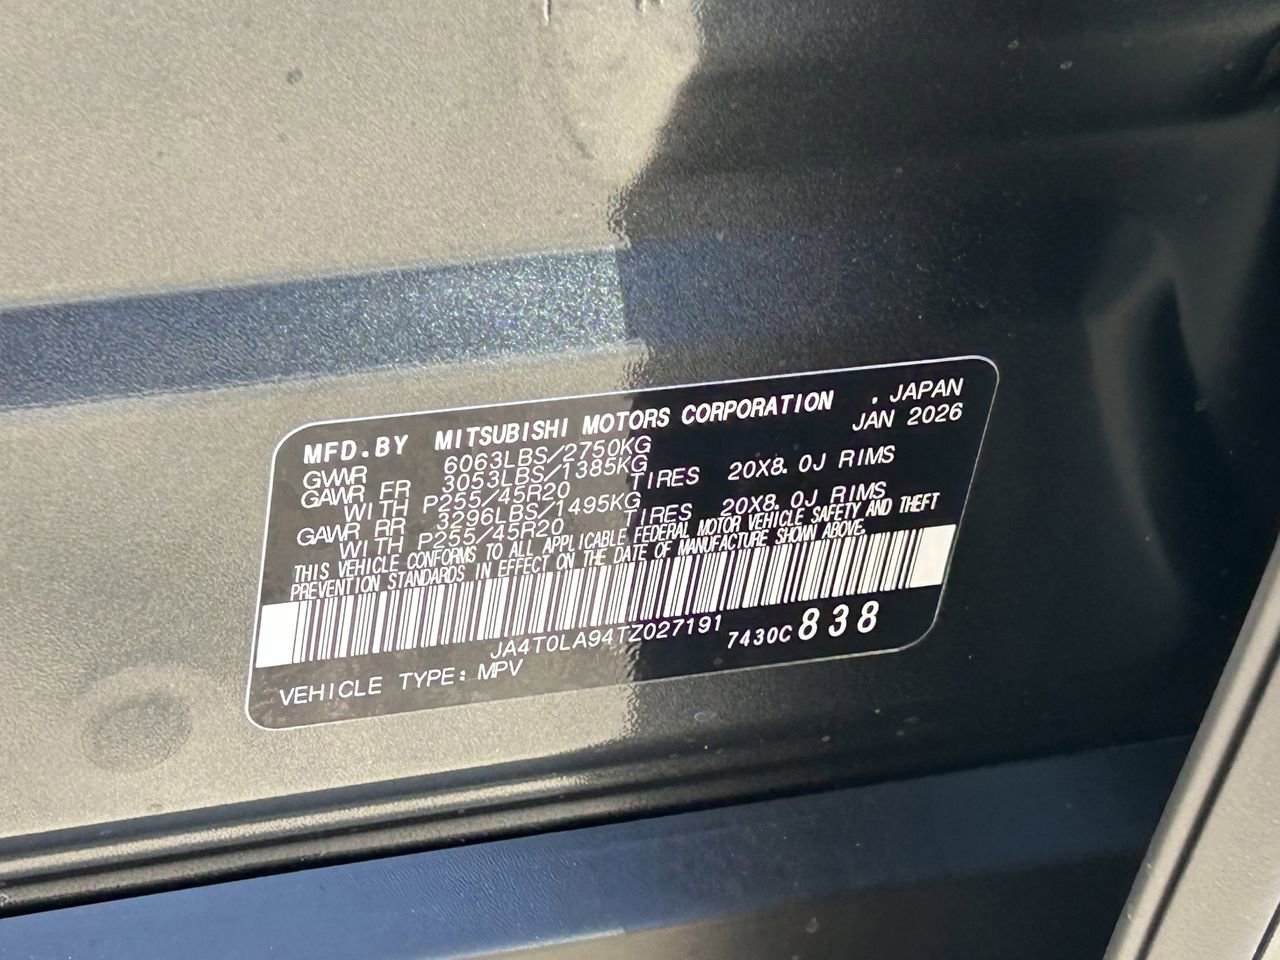 MFD.BY MITSUBISHI MOTORS CORPORATION , JAPAN
GVWR 6063LBS/2750KG JAN 2026
GAWR FR 3053LBS/1385KG
WITH P255/45R20 TIRES 20X8.0J RIMS
GAWR RR 3296LBS/1495KG
WITH P255/45R20 TIRES 20X8.0J RIMS
THIS VEHICLE CONFORMS TO ALL APPLICABLE FEDERAL MOTOR VEHICLE SAFETY AND THEFT
PREVENTION STANDARDS IN EFFECT ON THE DATE OF MANUFACTURE SHOWN ABOVE.
JA4T0LA94TZ027191 7430C 838
VEHICLE TYPE: MPV